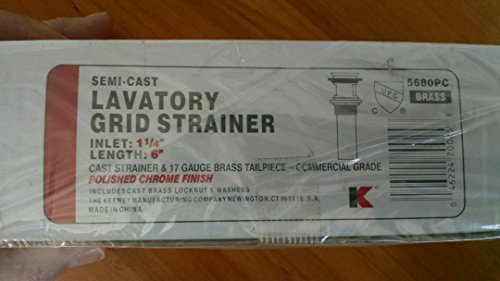 SEMI-CAST
LAVATORY
GRID STRAINER
INLET: 1 1/4"
LENGTH: 6"
CAST STRAINER & 17 GAUGE BRASS TAILPIECE - COMMERCIAL GRADE
POLISHED CHROME FINISH
INCLUDES CAST BRASS LOCKNUT & WASHERS
THE KEENEY MANUFACTURING COMPANY NEWINGTON, CT 06111 U.S.A.
MADE IN CHINA
UPC
C
5680PC
BRASS
K